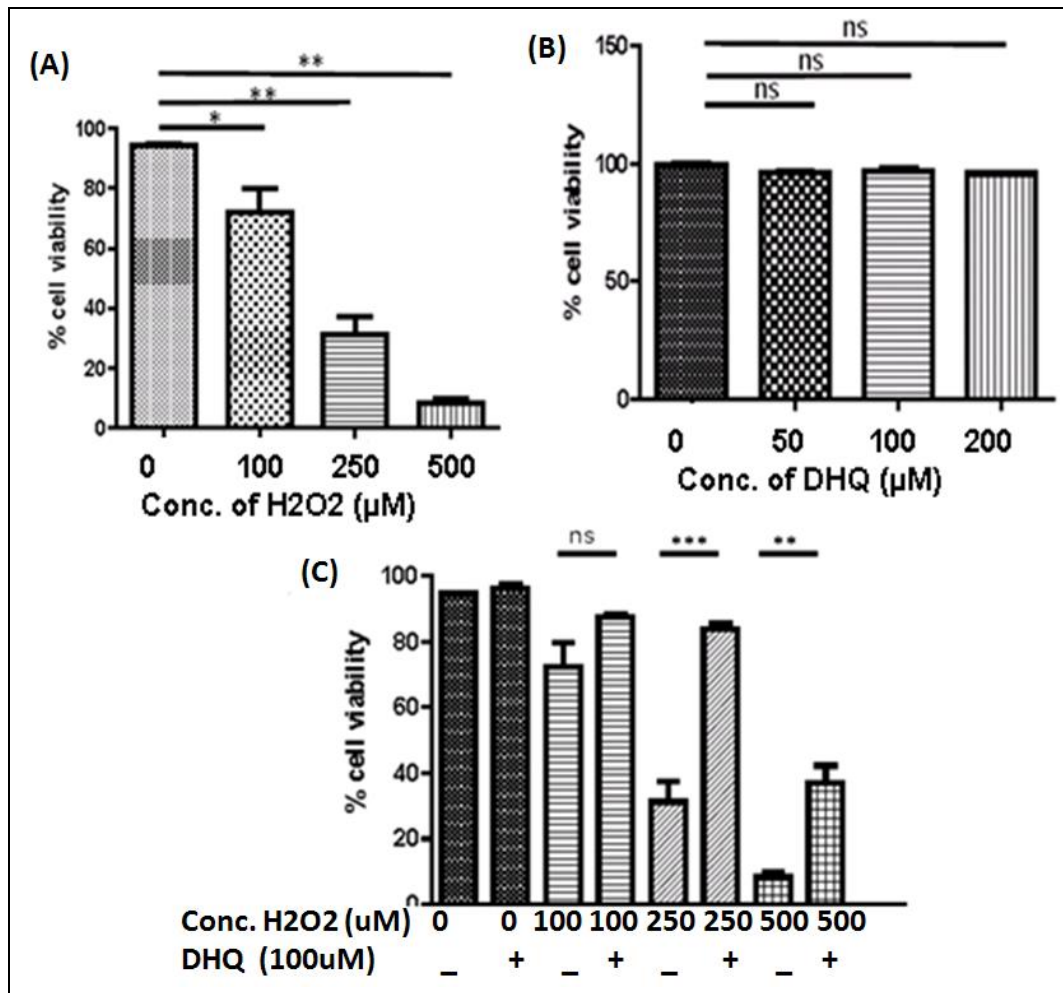 (A)
**
**
*
100
80
60
40
20
0
% cell viability
0 100 250 500
Conc. of H2O2 (µM)
(B)
ns
ns
ns
150
100
50
0
% cell viability
0 50 100 200
Conc. of DHQ (µM)
(C)
ns *** **
100
80
60
40
20
0
% cell viability
Conc. H2O2 (uM) 0 0 100 100 250 250 500 500
DHQ (100uM) – + – + – + – +